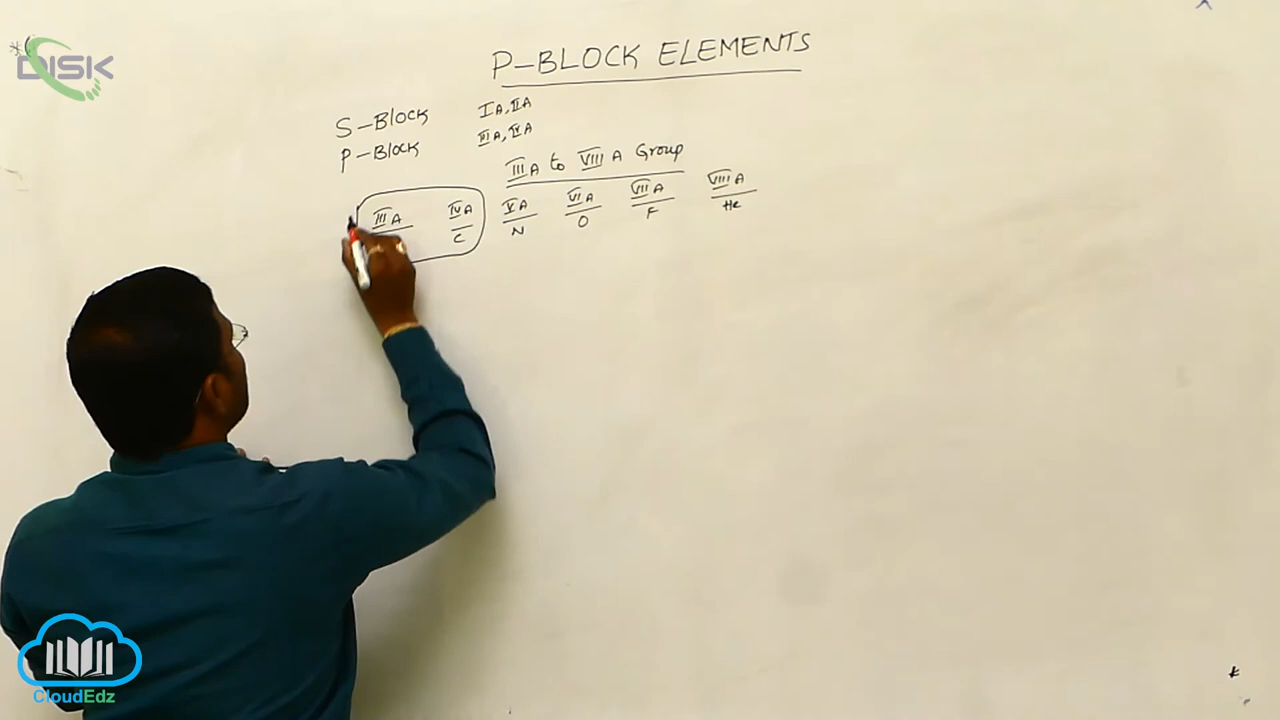 DISK
P-BLOCK ELEMENTS
S-BLOCK IA, IIA
P-BLOCK IIIA, IVA
IIIA to VIIIA Group
IIIA IVA VA VIA VIIA VIIIA
C N O F He
CloudEdz